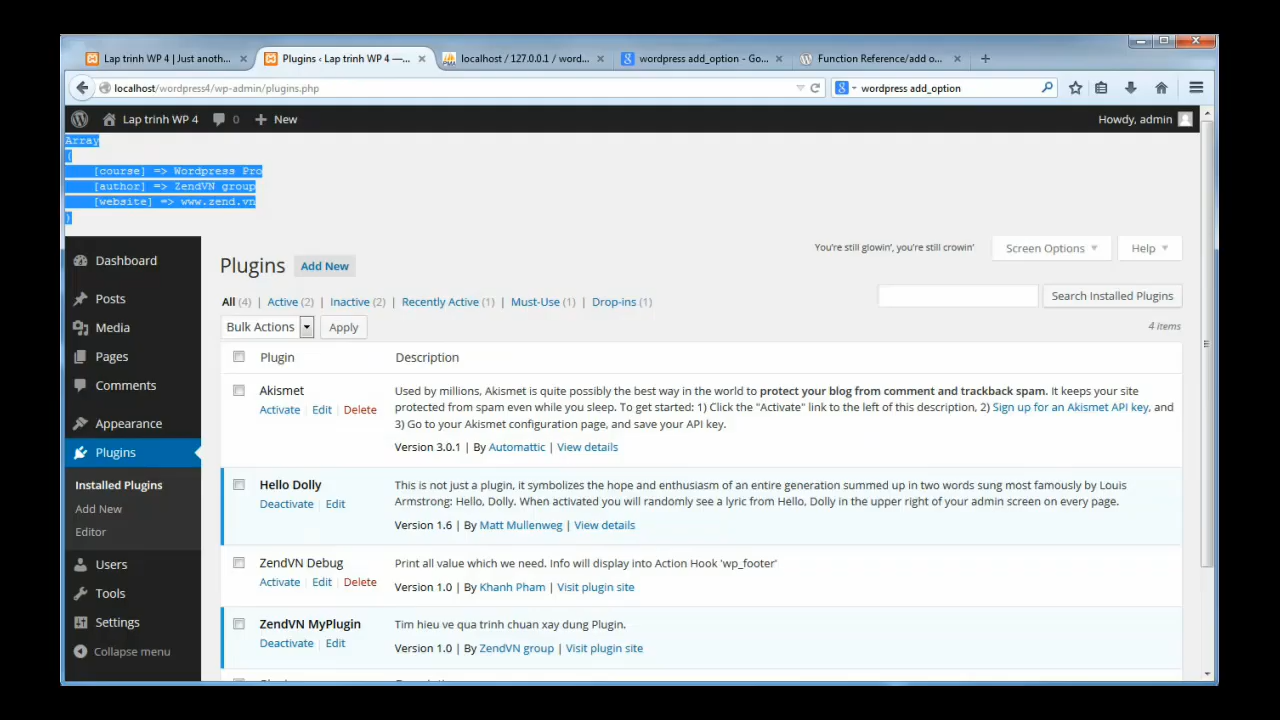 Lap trinh WP 4 | Just anoth...
Plugins ‹ Lap trinh WP 4 —...
localhost / 127.0.0.1 / word...
wordpress add_option - Go...
Function Reference/add o...
localhost/wordpress4/wp-admin/plugins.php
wordpress add_option
Lap trinh WP 4
0
New
Howdy, admin
Array
(
[course] => Wordpress Pro
[author] => ZendVN group
[website] => www.zend.vn
)
You're still glowin', you're still crowin'
Screen Options
Help
Dashboard
Posts
Media
Pages
Comments
Appearance
Plugins
Installed Plugins
Add New
Editor
Users
Tools
Settings
Collapse menu
Plugins Add New
All (4) | Active (2) | Inactive (2) | Recently Active (1) | Must-Use (1) | Drop-ins (1)
Search Installed Plugins
Bulk Actions
Apply
4 items
Plugin
Description
Akismet
Activate | Edit | Delete
Used by millions, Akismet is quite possibly the best way in the world to protect your blog from comment and trackback spam. It keeps your site
protected from spam even while you sleep. To get started: 1) Click the "Activate" link to the left of this description, 2) Sign up for an Akismet API key, and
3) Go to your Akismet configuration page, and save your API key.
Version 3.0.1 | By Automattic | View details
Hello Dolly
Deactivate | Edit
This is not just a plugin, it symbolizes the hope and enthusiasm of an entire generation summed up in two words sung most famously by Louis
Armstrong: Hello, Dolly. When activated you will randomly see a lyric from Hello, Dolly in the upper right of your admin screen on every page.
Version 1.6 | By Matt Mullenweg | View details
ZendVN Debug
Activate | Edit | Delete
Print all value which we need. Info will display into Action Hook 'wp_footer'
Version 1.0 | By Khanh Pham | Visit plugin site
ZendVN MyPlugin
Deactivate | Edit
Tim hieu ve qua trinh chuan xay dung Plugin.
Version 1.0 | By ZendVN group | Visit plugin site